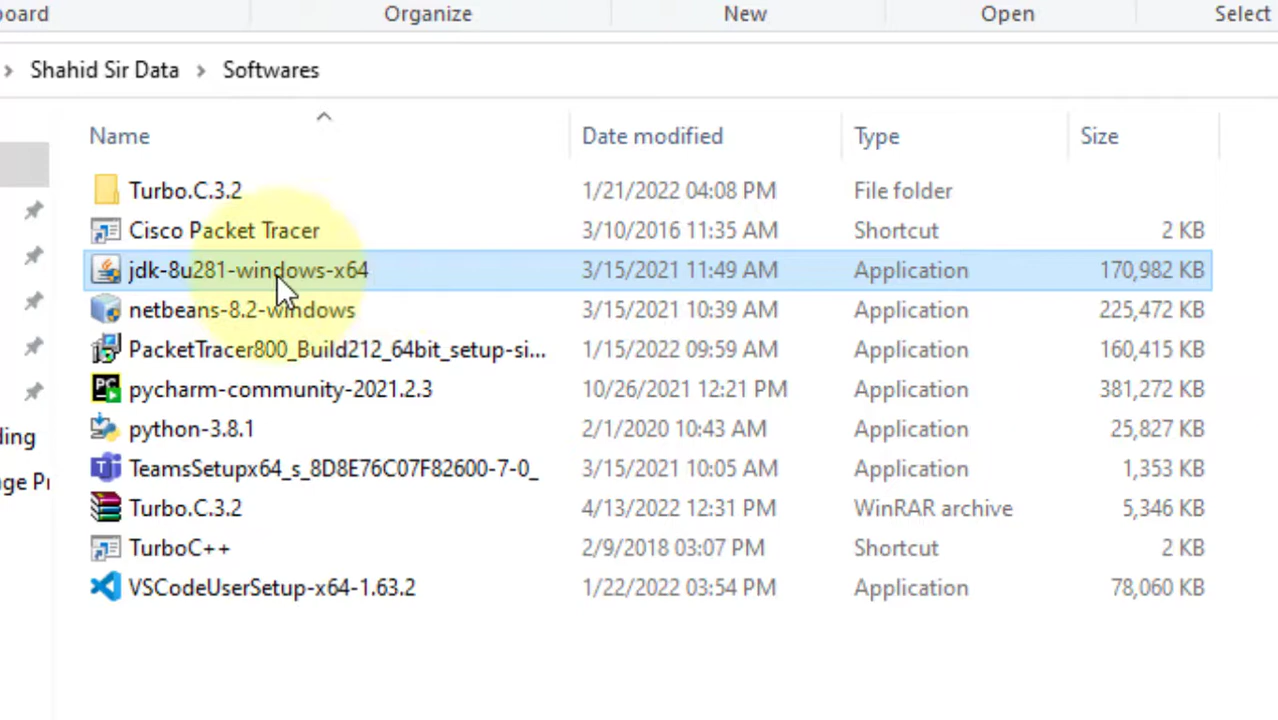 oard Organize New Open Select
Shahid Sir Data Softwares
Name Date modified Type Size
Turbo.C.3.2 1/21/2022 04:08 PM File folder
Cisco Packet Tracer 3/10/2016 11:35 AM Shortcut 2 KB
jdk-8u281-windows-x64 3/15/2021 11:49 AM Application 170,982 KB
netbeans-8.2-windows 3/15/2021 10:39 AM Application 225,472 KB
PacketTracer800_Build212_64bit_setup-si... 1/15/2022 09:59 AM Application 160,415 KB
pycharm-community-2021.2.3 10/26/2021 12:21 PM Application 381,272 KB
ding python-3.8.1 2/1/2020 10:43 AM Application 25,827 KB
ge Pr TeamsSetupx64_s_8D8E76C07F82600-7-0_ 3/15/2021 10:05 AM Application 1,353 KB
Turbo.C.3.2 4/13/2022 12:31 PM WinRAR archive 5,346 KB
TurboC++ 2/9/2018 03:07 PM Shortcut 2 KB
VSCodeUserSetup-x64-1.63.2 1/22/2022 03:54 PM Application 78,060 KB